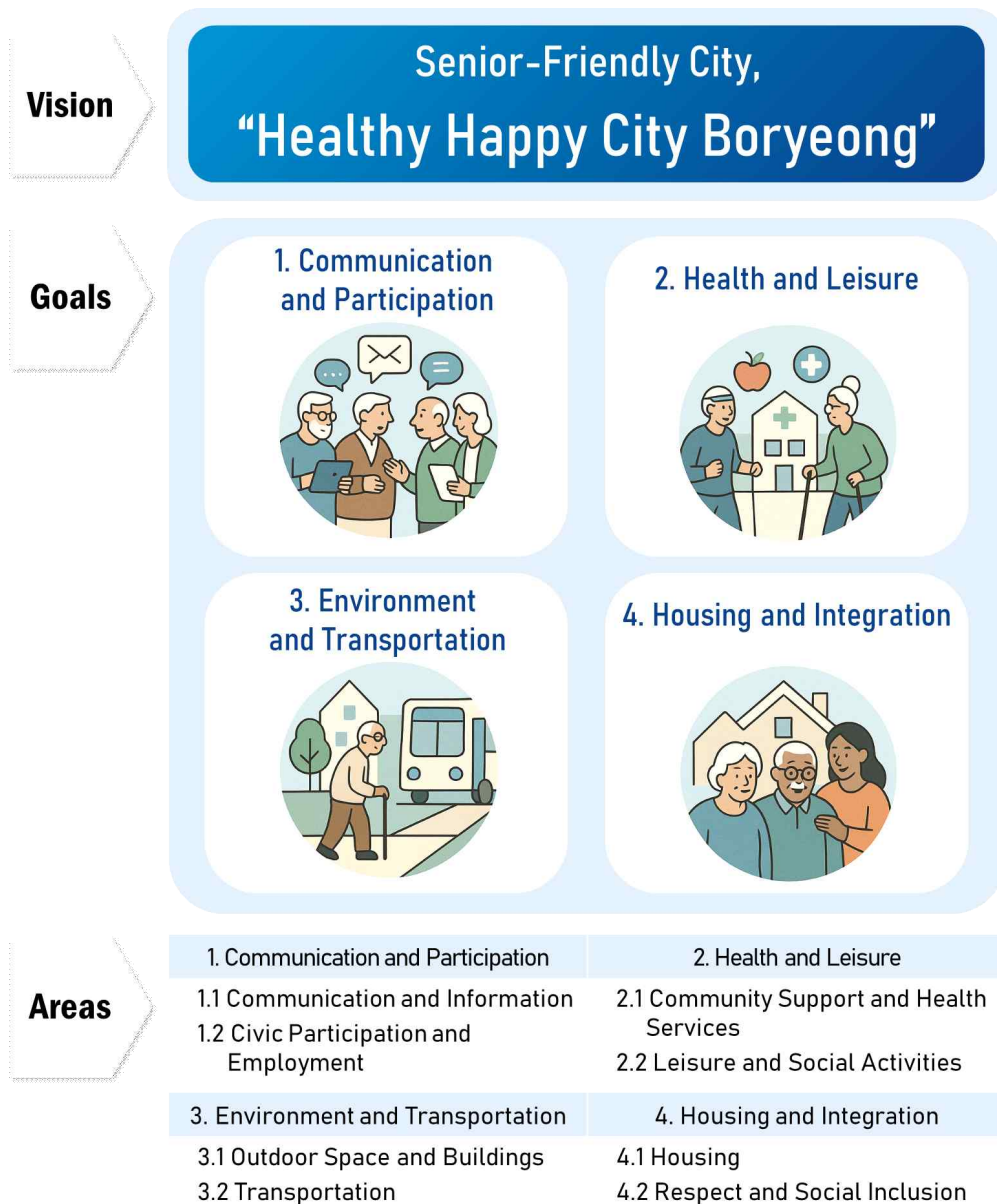 Vision
Senior-Friendly City,
“Healthy Happy City Boryeong”
Goals
1. Communication
and Participation
2. Health and Leisure
3. Environment
and Transportation
4. Housing and Integration
Areas
1. Communication and Participation
2. Health and Leisure
1.1 Communication and Information
1.2 Civic Participation and
Employment
2.1 Community Support and Health
Services
2.2 Leisure and Social Activities
3. Environment and Transportation
4. Housing and Integration
3.1 Outdoor Space and Buildings
3.2 Transportation
4.1 Housing
4.2 Respect and Social Inclusion